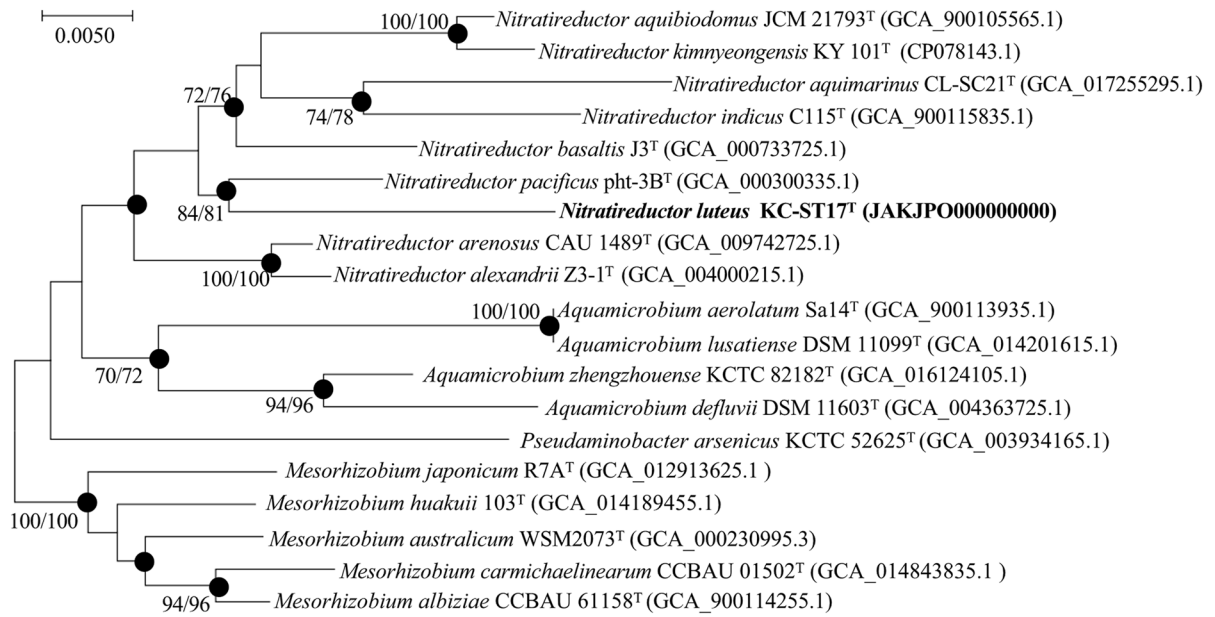 0.0050
100/100
Nitratireductor aquibiodomus JCM 21793ᵀ (GCA_900105565.1)
Nitratireductor kimnyeongensis KY 101ᵀ (CP078143.1)
Nitratireductor aquimarinus CL-SC21ᵀ (GCA_017255295.1)
72/76
74/78
Nitratireductor indicus C115ᵀ (GCA_900115835.1)
Nitratireductor basaltis J3ᵀ (GCA_000733725.1)
Nitratireductor pacificus pht-3Bᵀ (GCA_000300335.1)
84/81
Nitratireductor luteus KC-ST17ᵀ (JAKJPO000000000)
Nitratireductor arenosus CAU 1489ᵀ (GCA_009742725.1)
100/100
Nitratireductor alexandrii Z3-1ᵀ (GCA_004000215.1)
100/100
Aquamicrobium aerolatum Sa14ᵀ (GCA_900113935.1)
Aquamicrobium lusatiense DSM 11099ᵀ (GCA_014201615.1)
70/72
Aquamicrobium zhengzhouense KCTC 82182ᵀ (GCA_016124105.1)
94/96
Aquamicrobium defluvii DSM 11603ᵀ (GCA_004363725.1)
Pseudaminobacter arsenicus KCTC 52625ᵀ (GCA_003934165.1)
Mesorhizobium japonicum R7Aᵀ (GCA_012913625.1 )
Mesorhizobium huakuii 103ᵀ (GCA_014189455.1)
100/100
Mesorhizobium australicum WSM2073ᵀ (GCA_000230995.3)
Mesorhizobium carmichaelinearum CCBAU 01502ᵀ (GCA_014843835.1 )
94/96
Mesorhizobium albiziae CCBAU 61158ᵀ (GCA_900114255.1)